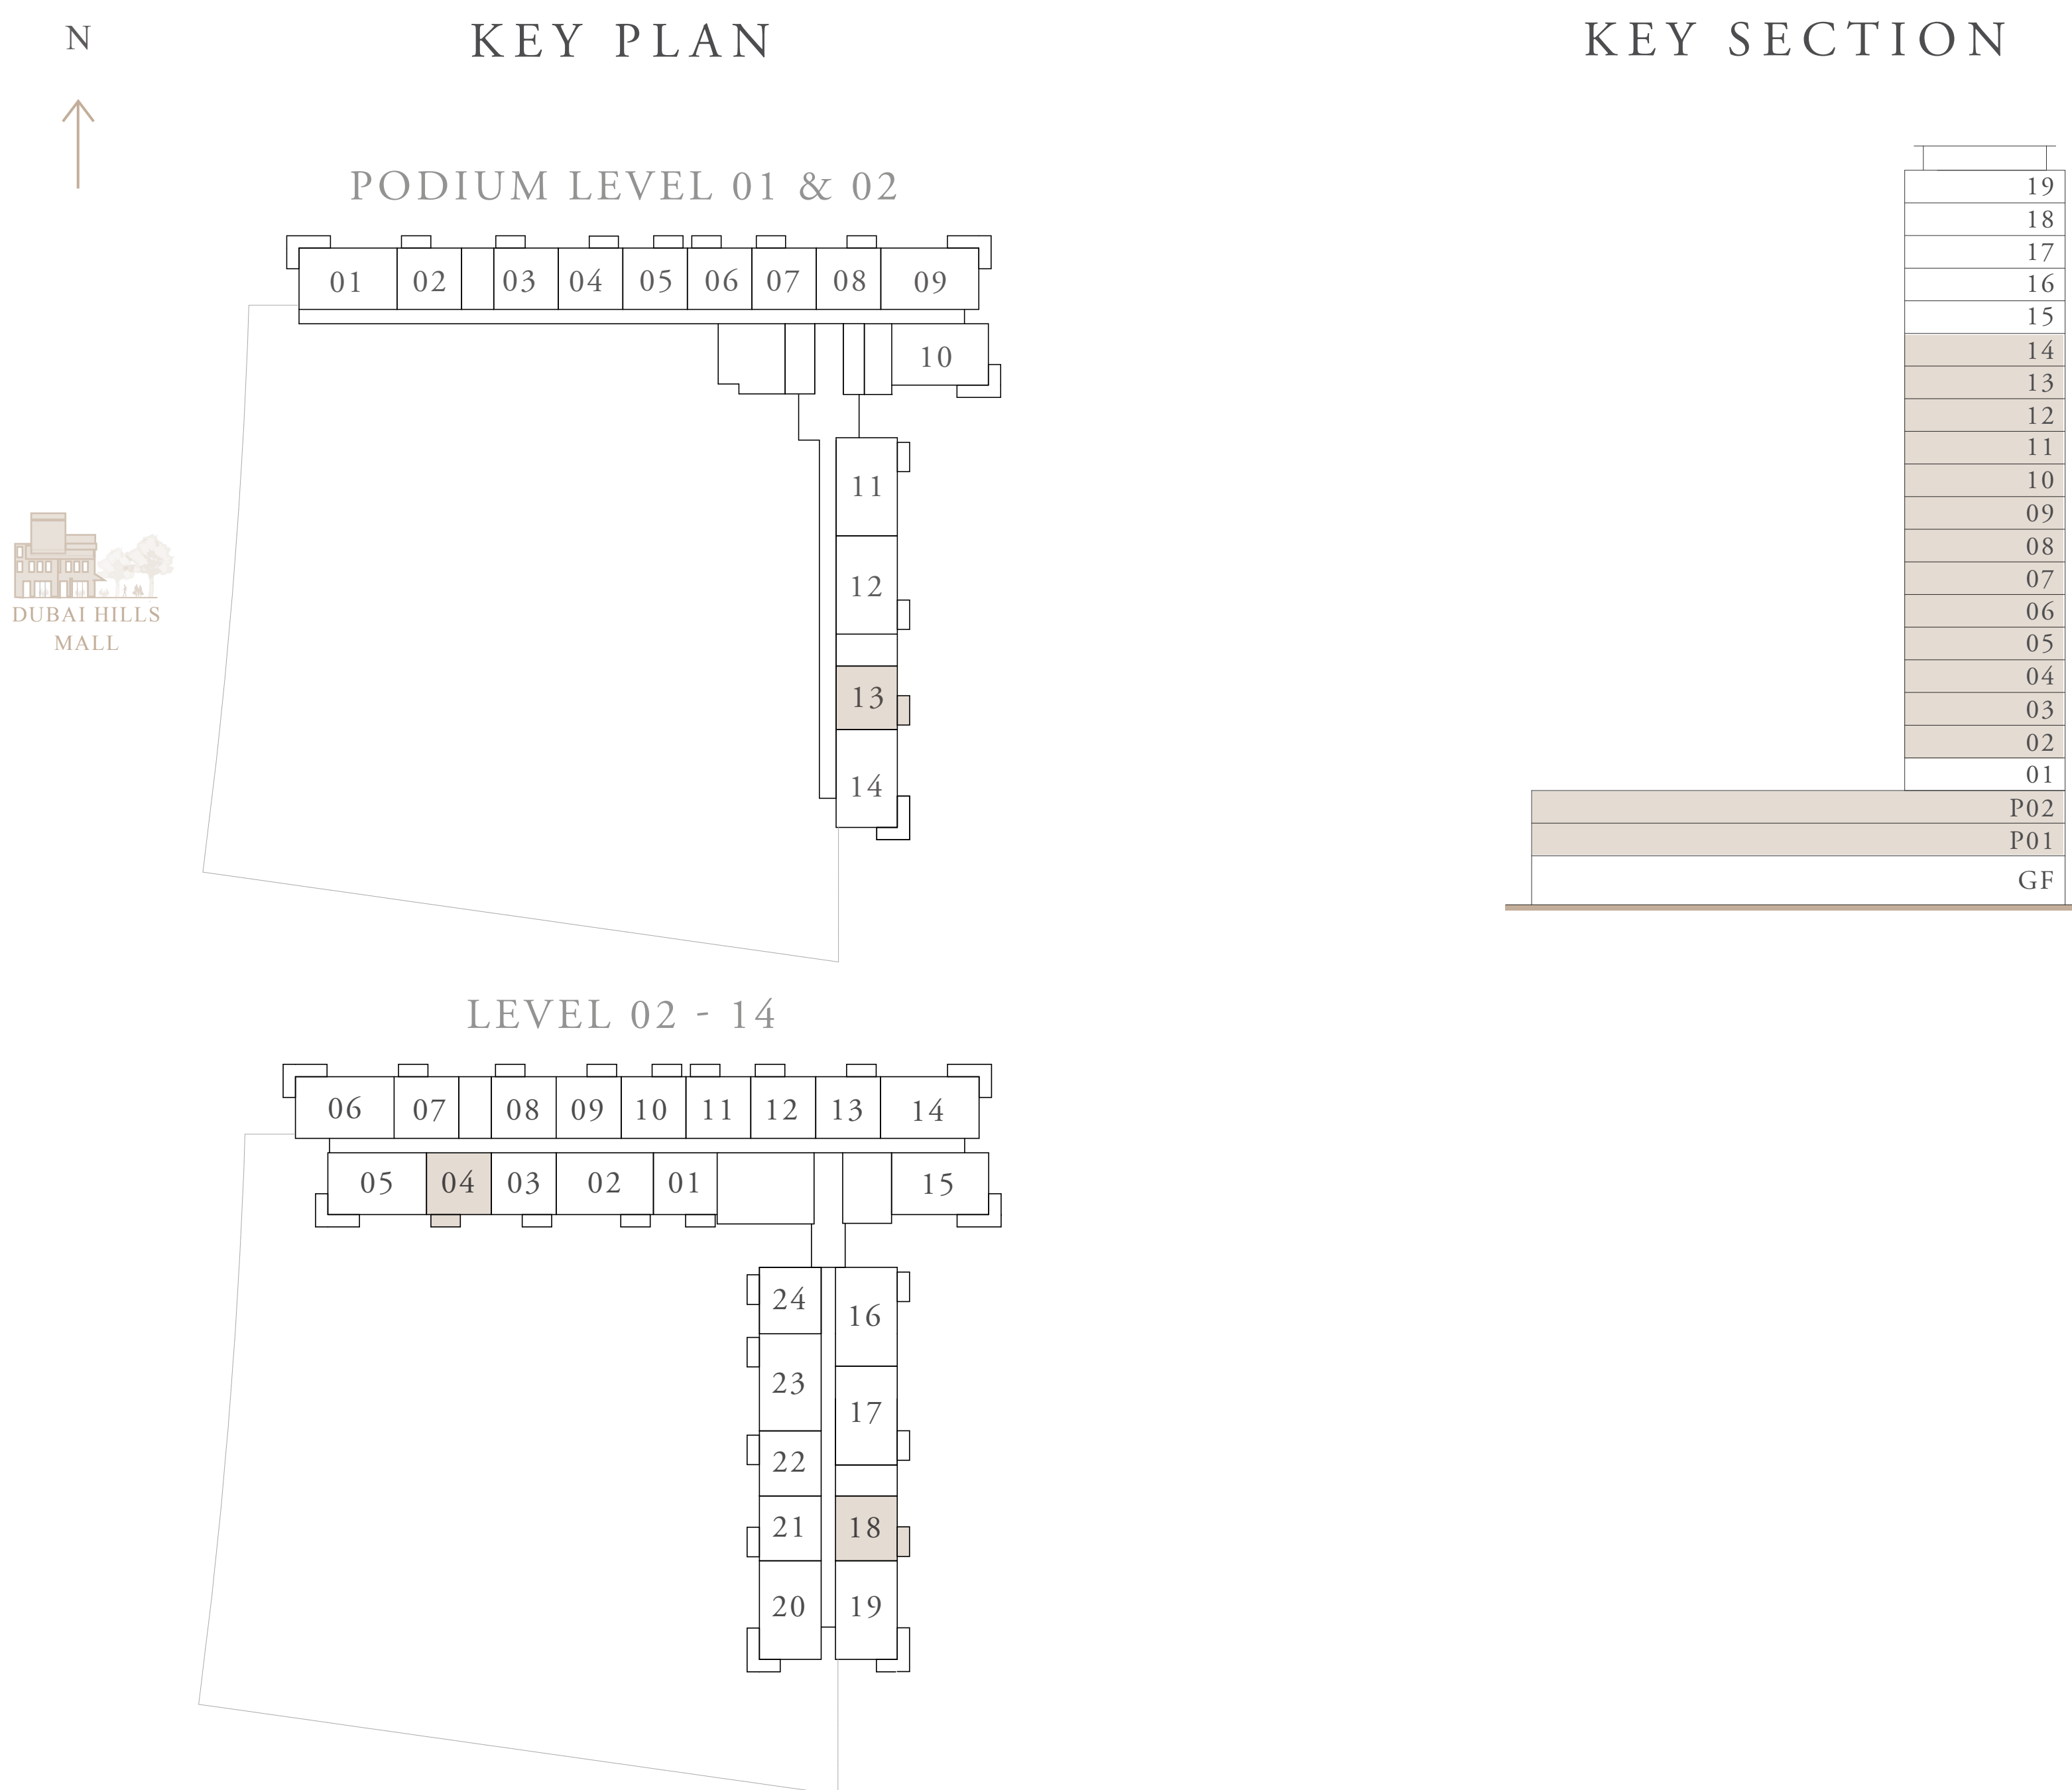 N
KEY PLAN
KEY SECTION
PODIUM LEVEL 01 & 02
01 02 03 04 05 06 07 08 09
10
11
12
13
14
DUBAI HILLS
MALL
19
18
17
16
15
14
13
12
11
10
09
08
07
06
05
04
03
02
01
P02
P01
GF
LEVEL 02 - 14
06 07 08 09 10 11 12 13 14
05 04 03 02 01 15
24 16
23 17
22
21 18
20 19